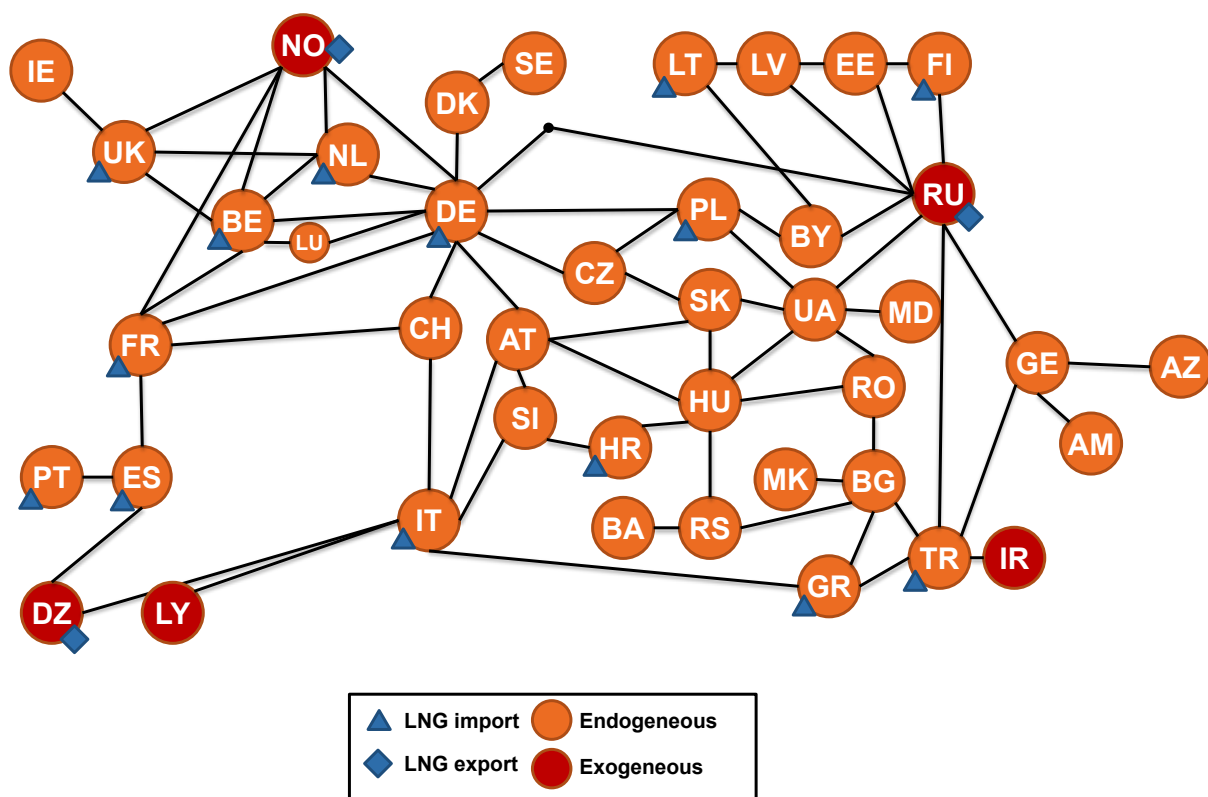 NO
IE
SE
LT
LV
EE
FI
DK
UK
NL
RU
BE
LU
DE
PL
BY
CZ
SK
UA
MD
FR
CH
AT
GE
AZ
HU
RO
SI
HR
AM
PT
ES
MK
BG
IT
BA
RS
TR
IR
GR
DZ
LY
LNG import
Endogeneous
LNG export
Exogeneous